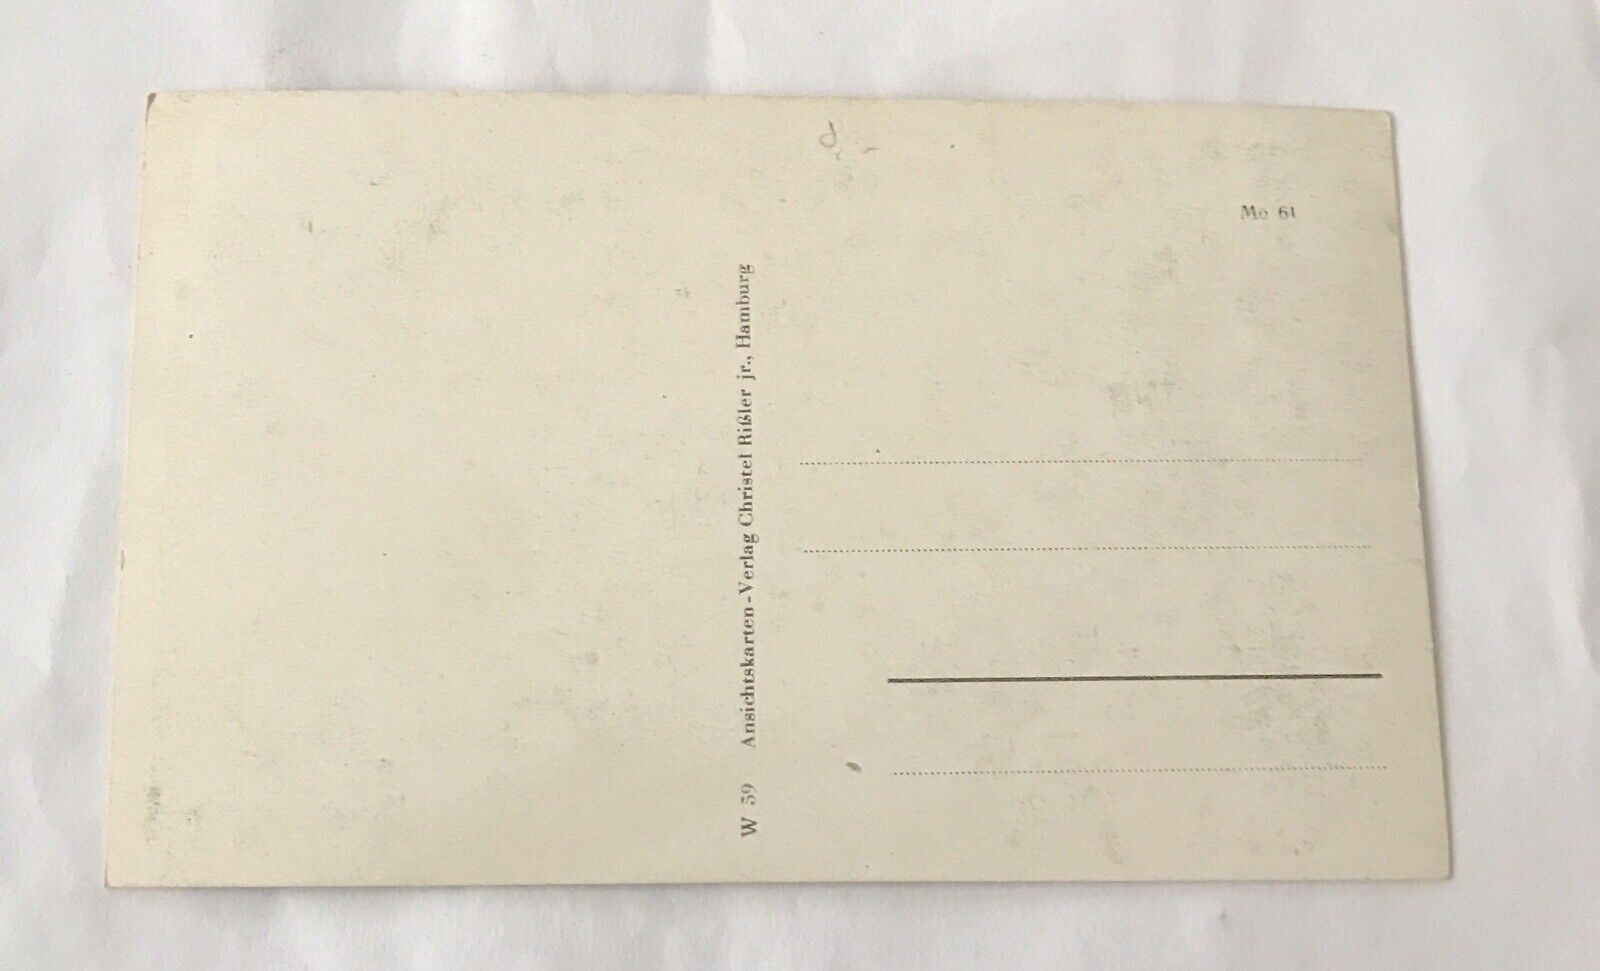 Mo 61
W 59 Ansichtskarten-Verlag Christel Rißler jr., Hamburg